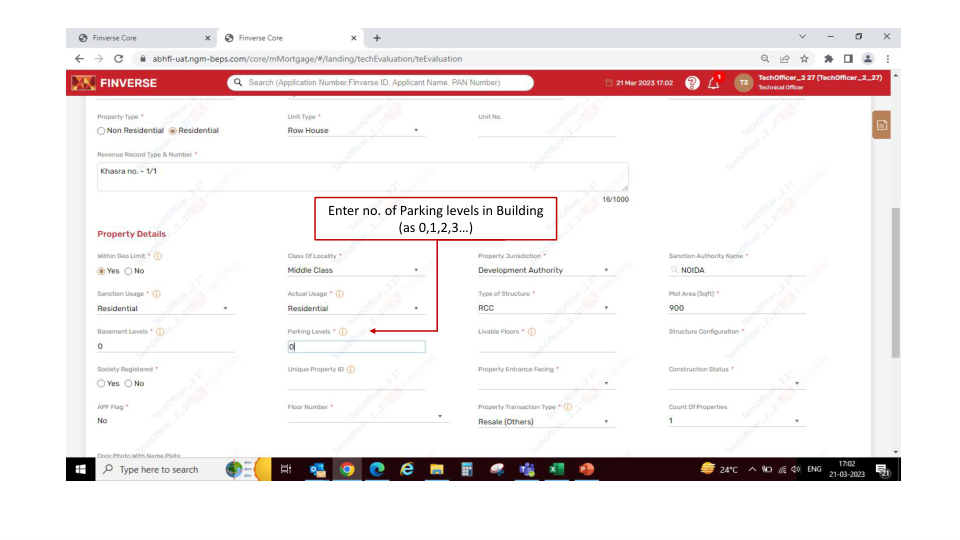 Finverse Core
Finverse Core
abhfl-uat.ngm-beps.com/core/mMortgage/#/landing/techEvaluation/teEvaluation
FINVERSE
Search (Application Number,Finverse ID, Applicant Name, PAN Number)
21 Mar 2023 17:02
1
T2
TechOfficer_2 27 (TechOfficer_2_27)
Technical Officer
Property Type *
Unit Type *
Unit No.
Non Residential Residential
Row House
Revenue Record Type & Number *
Khasra no. - 1/1
16/1000
Enter no. of Parking levels in Building
(as 0,1,2,3...)
Property Details
Within Geo Limit *
Class Of Locality *
Property Jurisdiction *
Sanction Authority Name *
Yes No
Middle Class
Development Authority
NOIDA
Sanction Usage *
Actual Usage *
Type of Structure *
Plot Area (Sqft) *
Residential
Residential
RCC
900
Basement Levels *
Parking Levels *
Livable Floors *
Structure Configuration *
0
0
Society Registered *
Unique Property ID
Property Entrance Facing *
Construction Status *
Yes No
APF Flag *
Floor Number *
Property Transaction Type *
Count Of Properties
No
Resale (Others)
1
Door Photo With Name Plate
Type here to search
24°C
ENG
17:02
21-03-2023
21